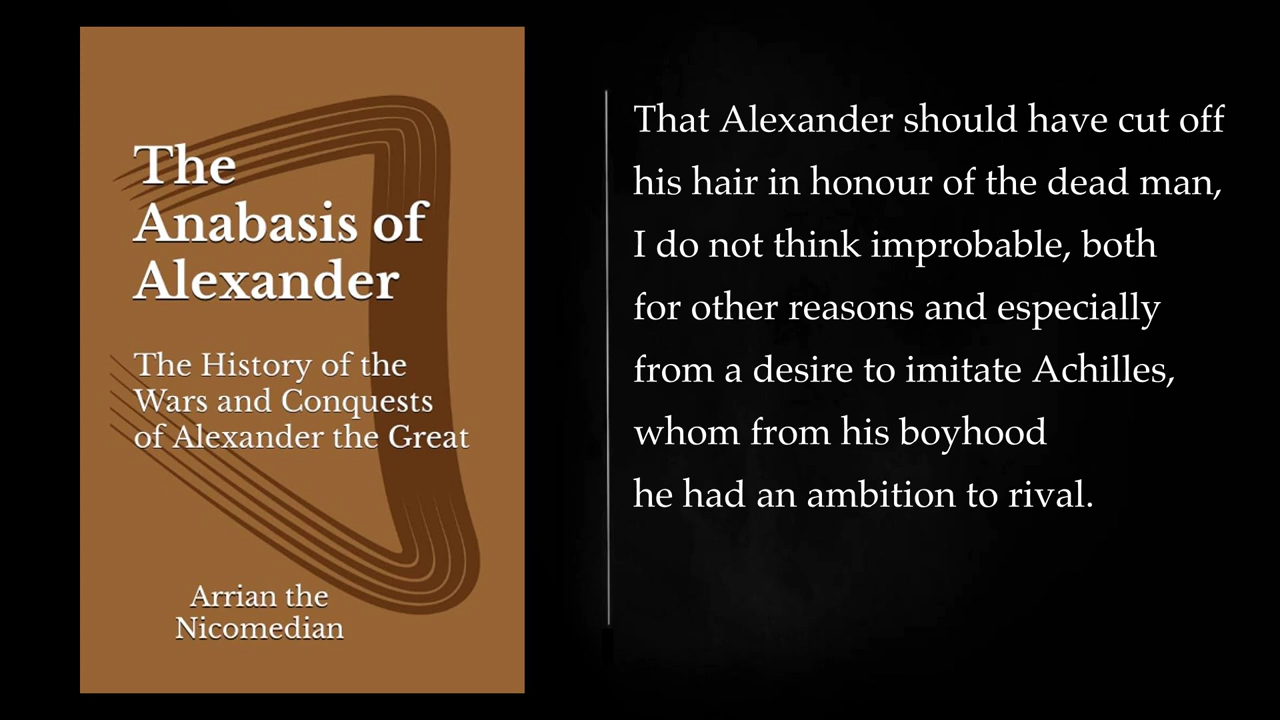 The
Anabasis of
Alexander
The History of the
Wars and Conquests
of Alexander the Great
Arrian the
Nicomedian
That Alexander should have cut off
his hair in honour of the dead man,
I do not think improbable, both
for other reasons and especially
from a desire to imitate Achilles,
whom from his boyhood
he had an ambition to rival.